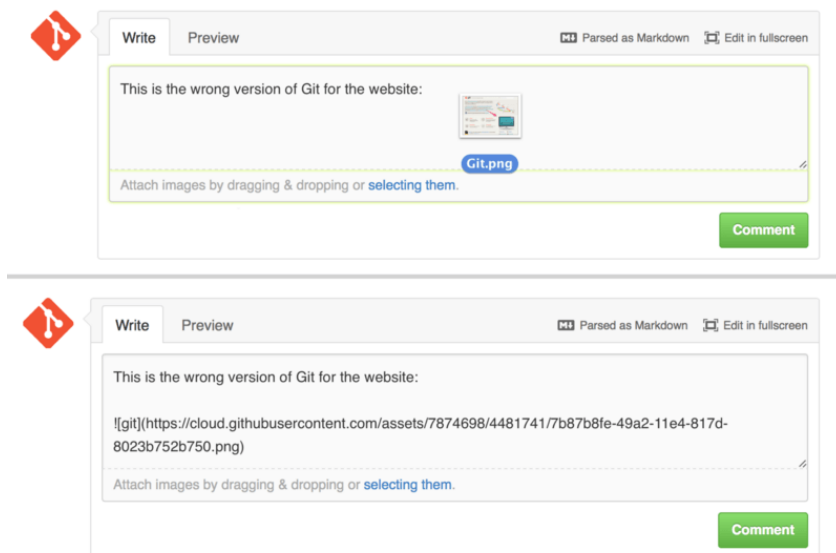 Write
Preview
Parsed as Markdown
Edit in fullscreen
This is the wrong version of Git for the website:
Git.png
Attach images by dragging & dropping or selecting them.
Comment
Write
Preview
Parsed as Markdown
Edit in fullscreen
This is the wrong version of Git for the website:
![git](https://cloud.githubusercontent.com/assets/7874698/4481741/7b87b8fe-49a2-11e4-817d-
8023b752b750.png)
Attach images by dragging & dropping or selecting them.
Comment